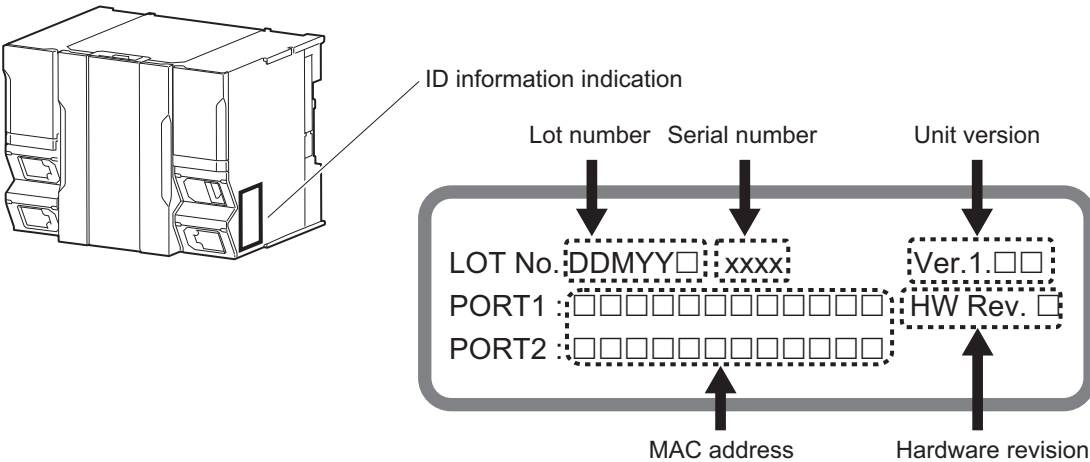 ID information indication
Lot number Serial number Unit version
LOT No. DDMYY□ xxxx Ver.1.□□
PORT1 : □□□□□□□□□□□□ HW Rev. □
PORT2 : □□□□□□□□□□□□
MAC address Hardware revision